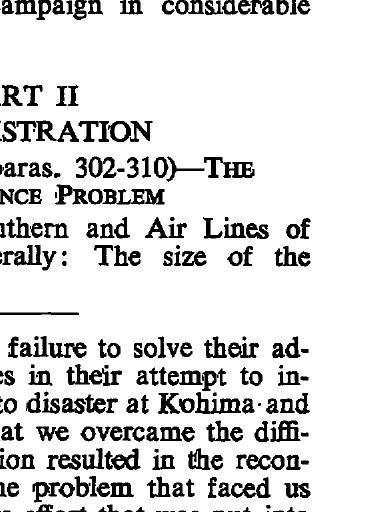 ampaign in considerable
RT II
STRATION
paras. 302-310)—THE
NCE PROBLEM
uthern and Air Lines of
erally: The size of the
failure to solve their ad-
es in their attempt to in-
to disaster at Kohima and
at we overcame the diffi-
ion resulted in the recon-
ne problem that faced us